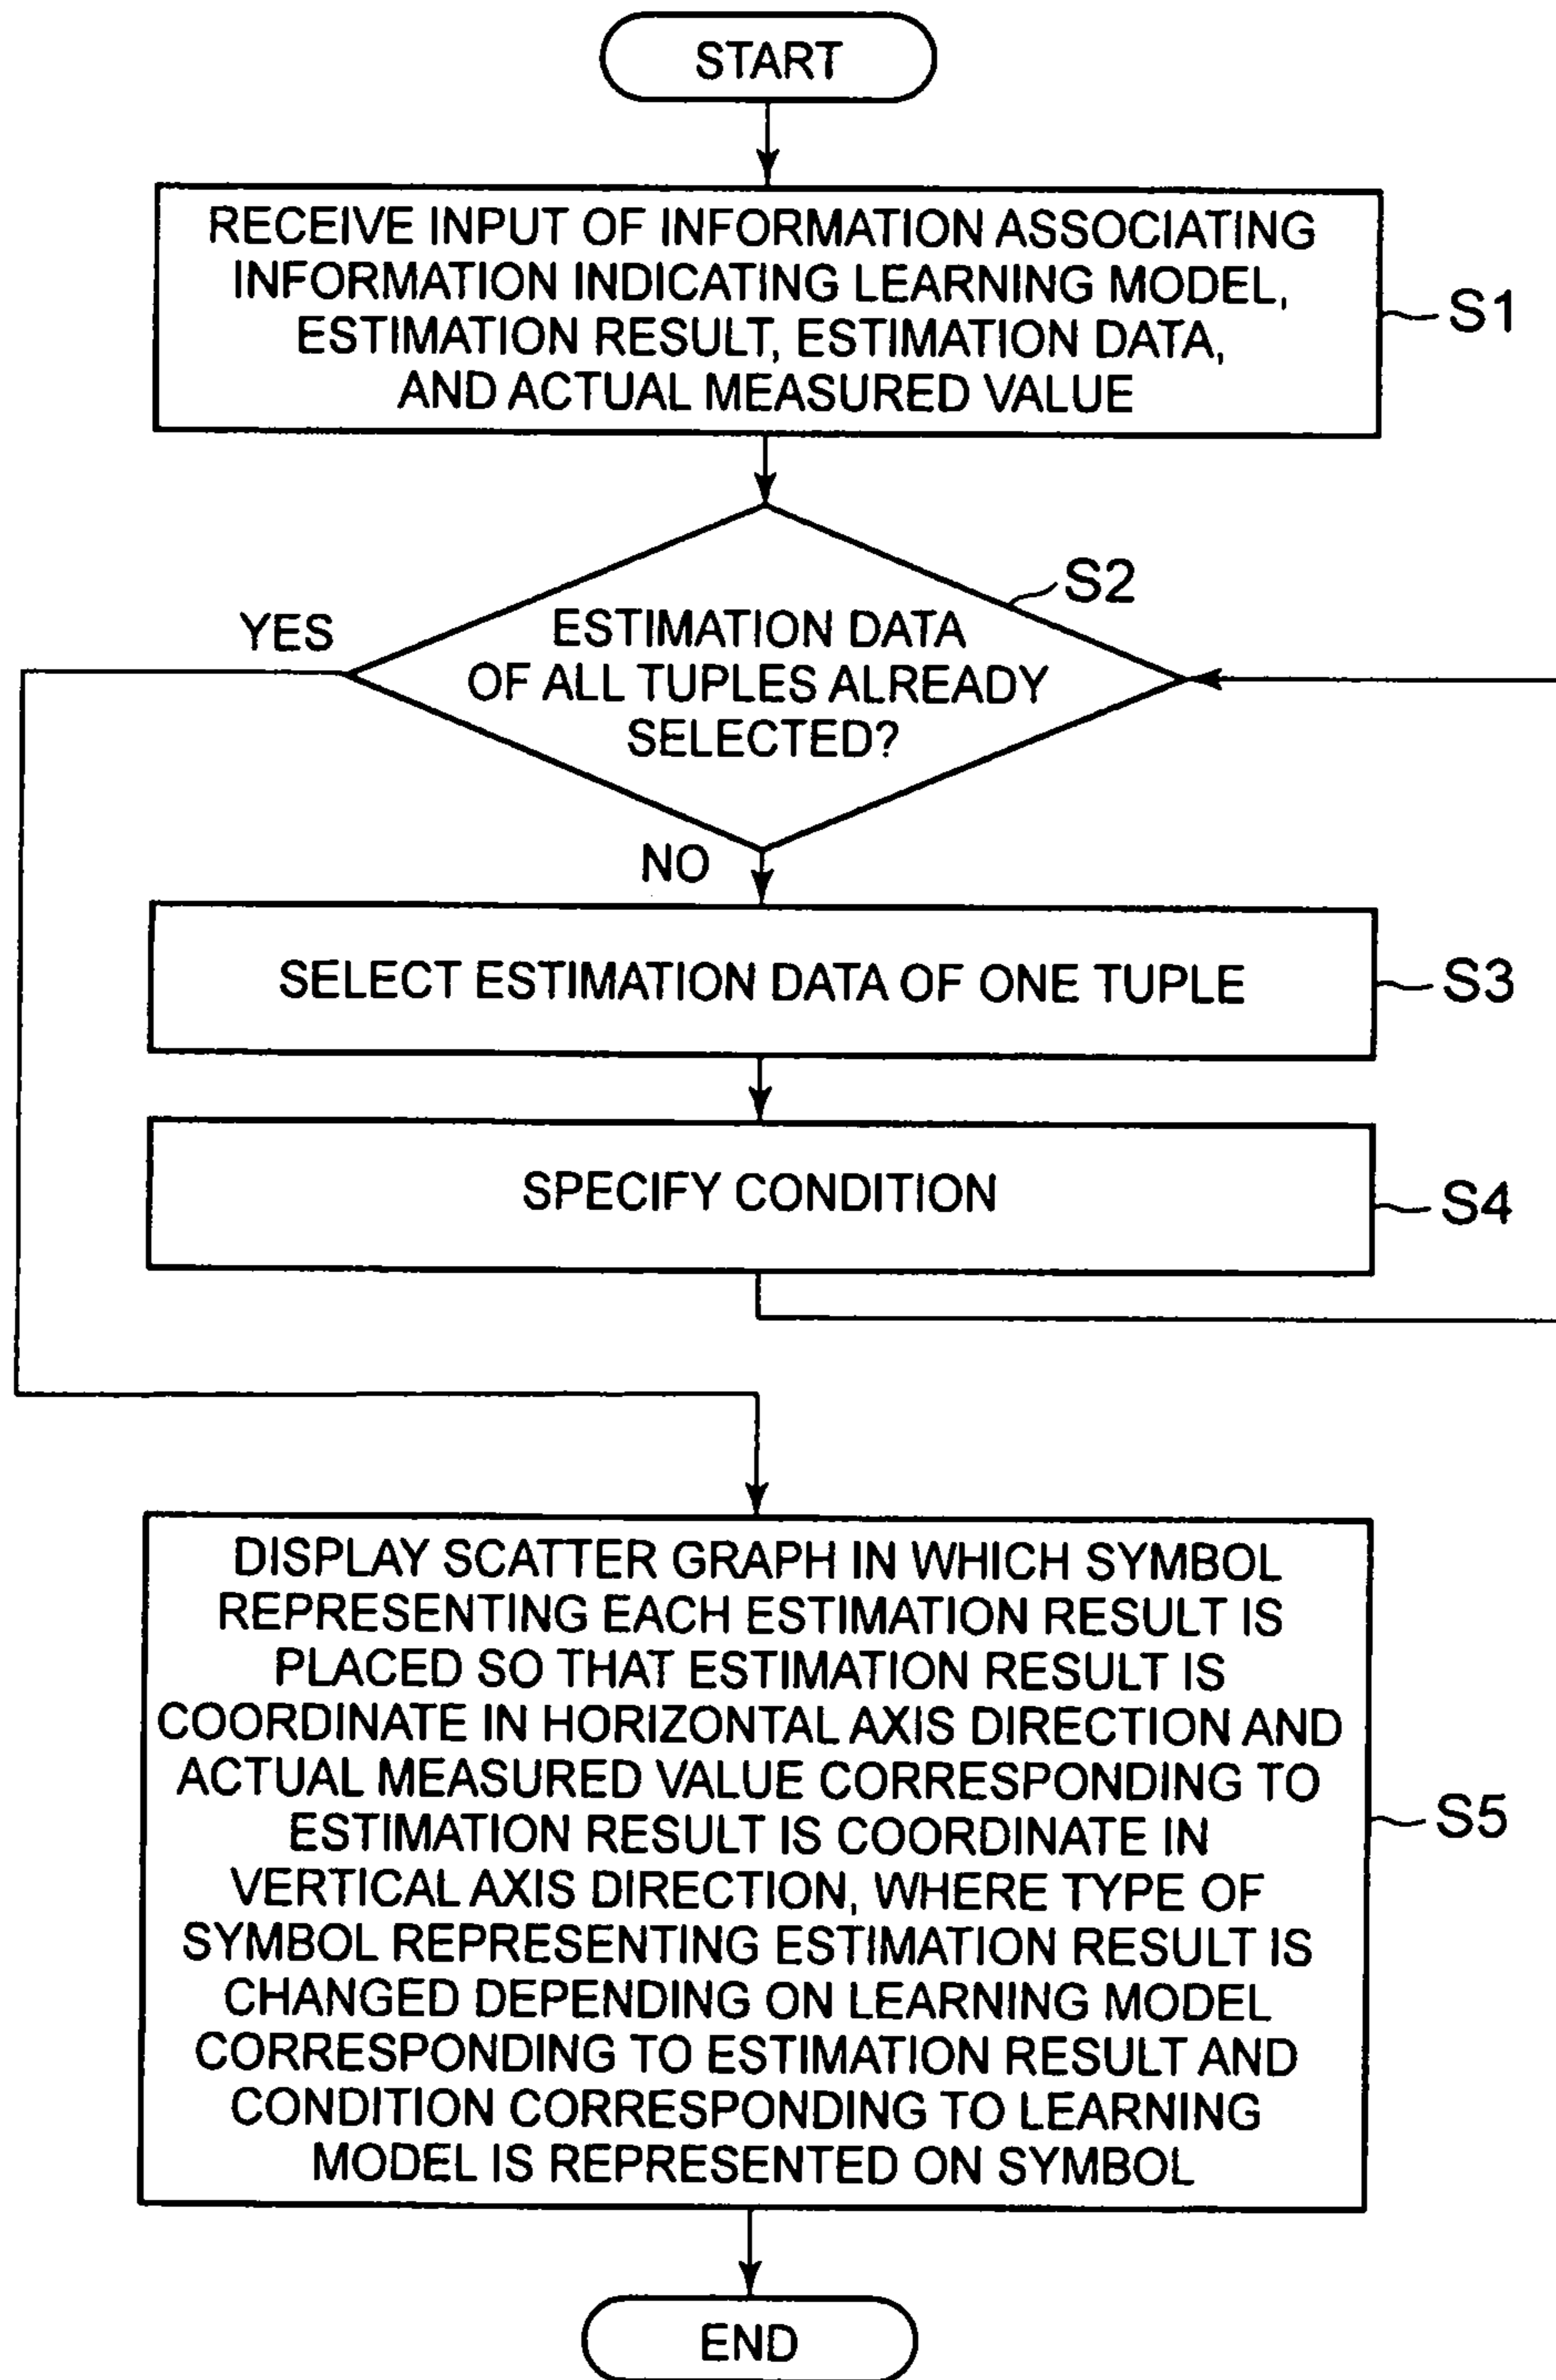 START
RECEIVE INPUT OF INFORMATION ASSOCIATING
INFORMATION INDICATING LEARNING MODEL,
ESTIMATION RESULT, ESTIMATION DATA,
AND ACTUAL MEASURED VALUE
S1
S2
YES
ESTIMATION DATA
OF ALL TUPLES ALREADY
SELECTED?
NO
SELECT ESTIMATION DATA OF ONE TUPLE
S3
SPECIFY CONDITION
S4
DISPLAY SCATTER GRAPH IN WHICH SYMBOL
REPRESENTING EACH ESTIMATION RESULT IS
PLACED SO THAT ESTIMATION RESULT IS
COORDINATE IN HORIZONTAL AXIS DIRECTION AND
ACTUAL MEASURED VALUE CORRESPONDING TO
ESTIMATION RESULT IS COORDINATE IN
VERTICAL AXIS DIRECTION, WHERE TYPE OF
SYMBOL REPRESENTING ESTIMATION RESULT IS
CHANGED DEPENDING ON LEARNING MODEL
CORRESPONDING TO ESTIMATION RESULT AND
CONDITION CORRESPONDING TO LEARNING
MODEL IS REPRESENTED ON SYMBOL
S5
END